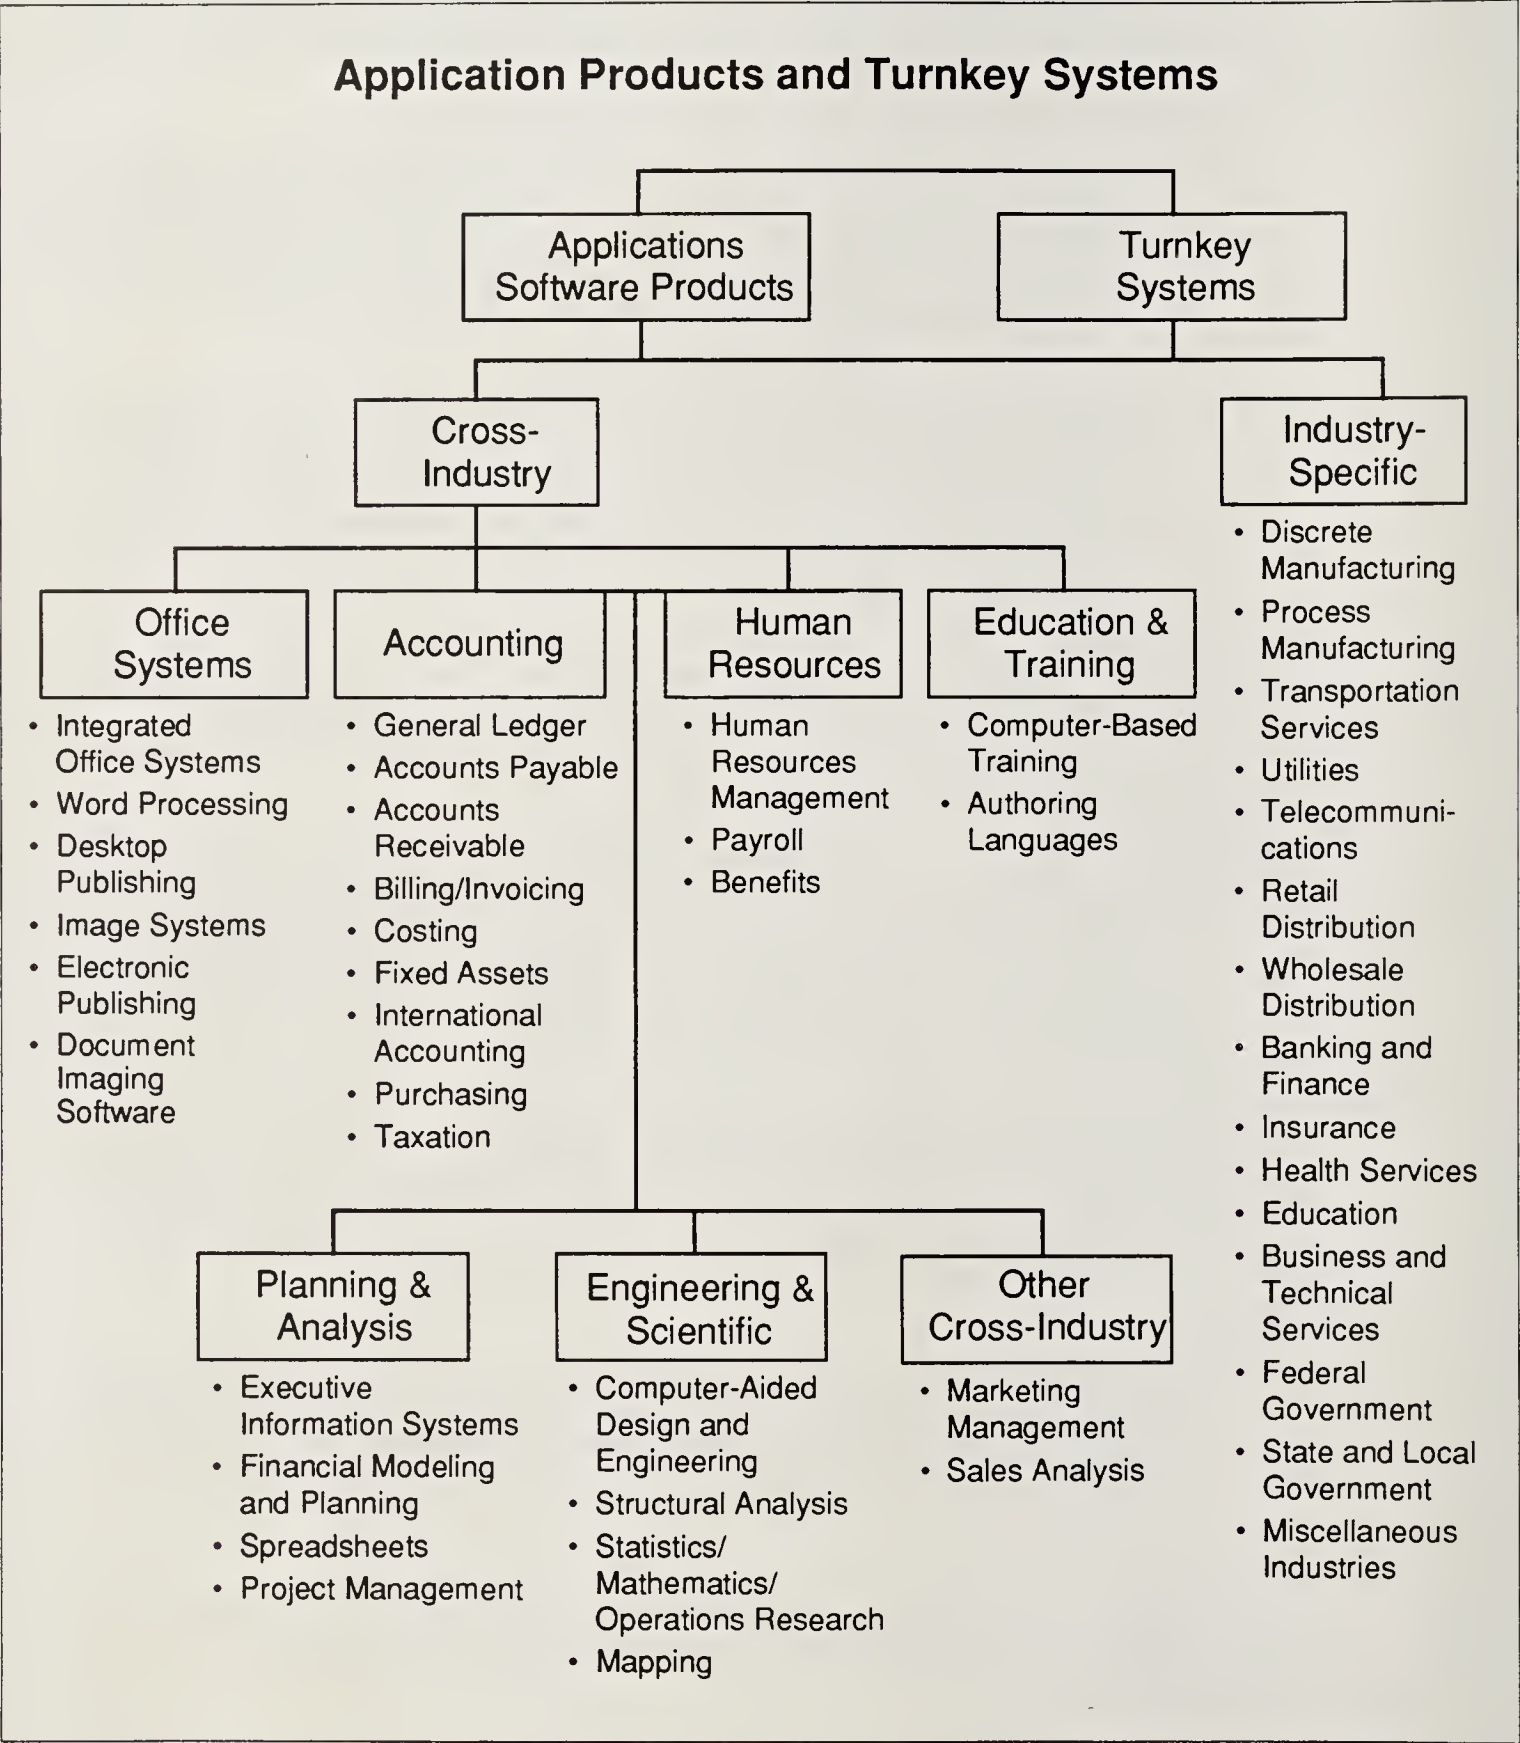 Application Products and Turnkey Systems
Applications
Software Products
Turnkey
Systems
Cross-
Industry
Industry-
Specific
• Discrete
Manufacturing
• Process
Manufacturing
• Transportation
Services
• Utilities
• Telecommuni-
cations
• Retail
Distribution
• Wholesale
Distribution
• Banking and
Finance
• Insurance
• Health Services
• Education
• Business and
Technical
Services
• Federal
Government
• State and Local
Government
• Miscellaneous
Industries
Office
Systems
• Integrated
Office Systems
• Word Processing
• Desktop
Publishing
• Image Systems
• Electronic
Publishing
• Document
Imaging
Software
Accounting
• General Ledger
• Accounts Payable
• Accounts
Receivable
• Billing/Invoicing
• Costing
• Fixed Assets
• International
Accounting
• Purchasing
• Taxation
Human
Resources
• Human
Resources
Management
• Payroll
• Benefits
Education &
Training
• Computer-Based
Training
• Authoring
Languages
Planning &
Analysis
• Executive
Information Systems
• Financial Modeling
and Planning
• Spreadsheets
• Project Management
Engineering &
Scientific
• Computer-Aided
Design and
Engineering
• Structural Analysis
• Statistics/
Mathematics/
Operations Research
• Mapping
Other
Cross-Industry
• Marketing
Management
• Sales Analysis